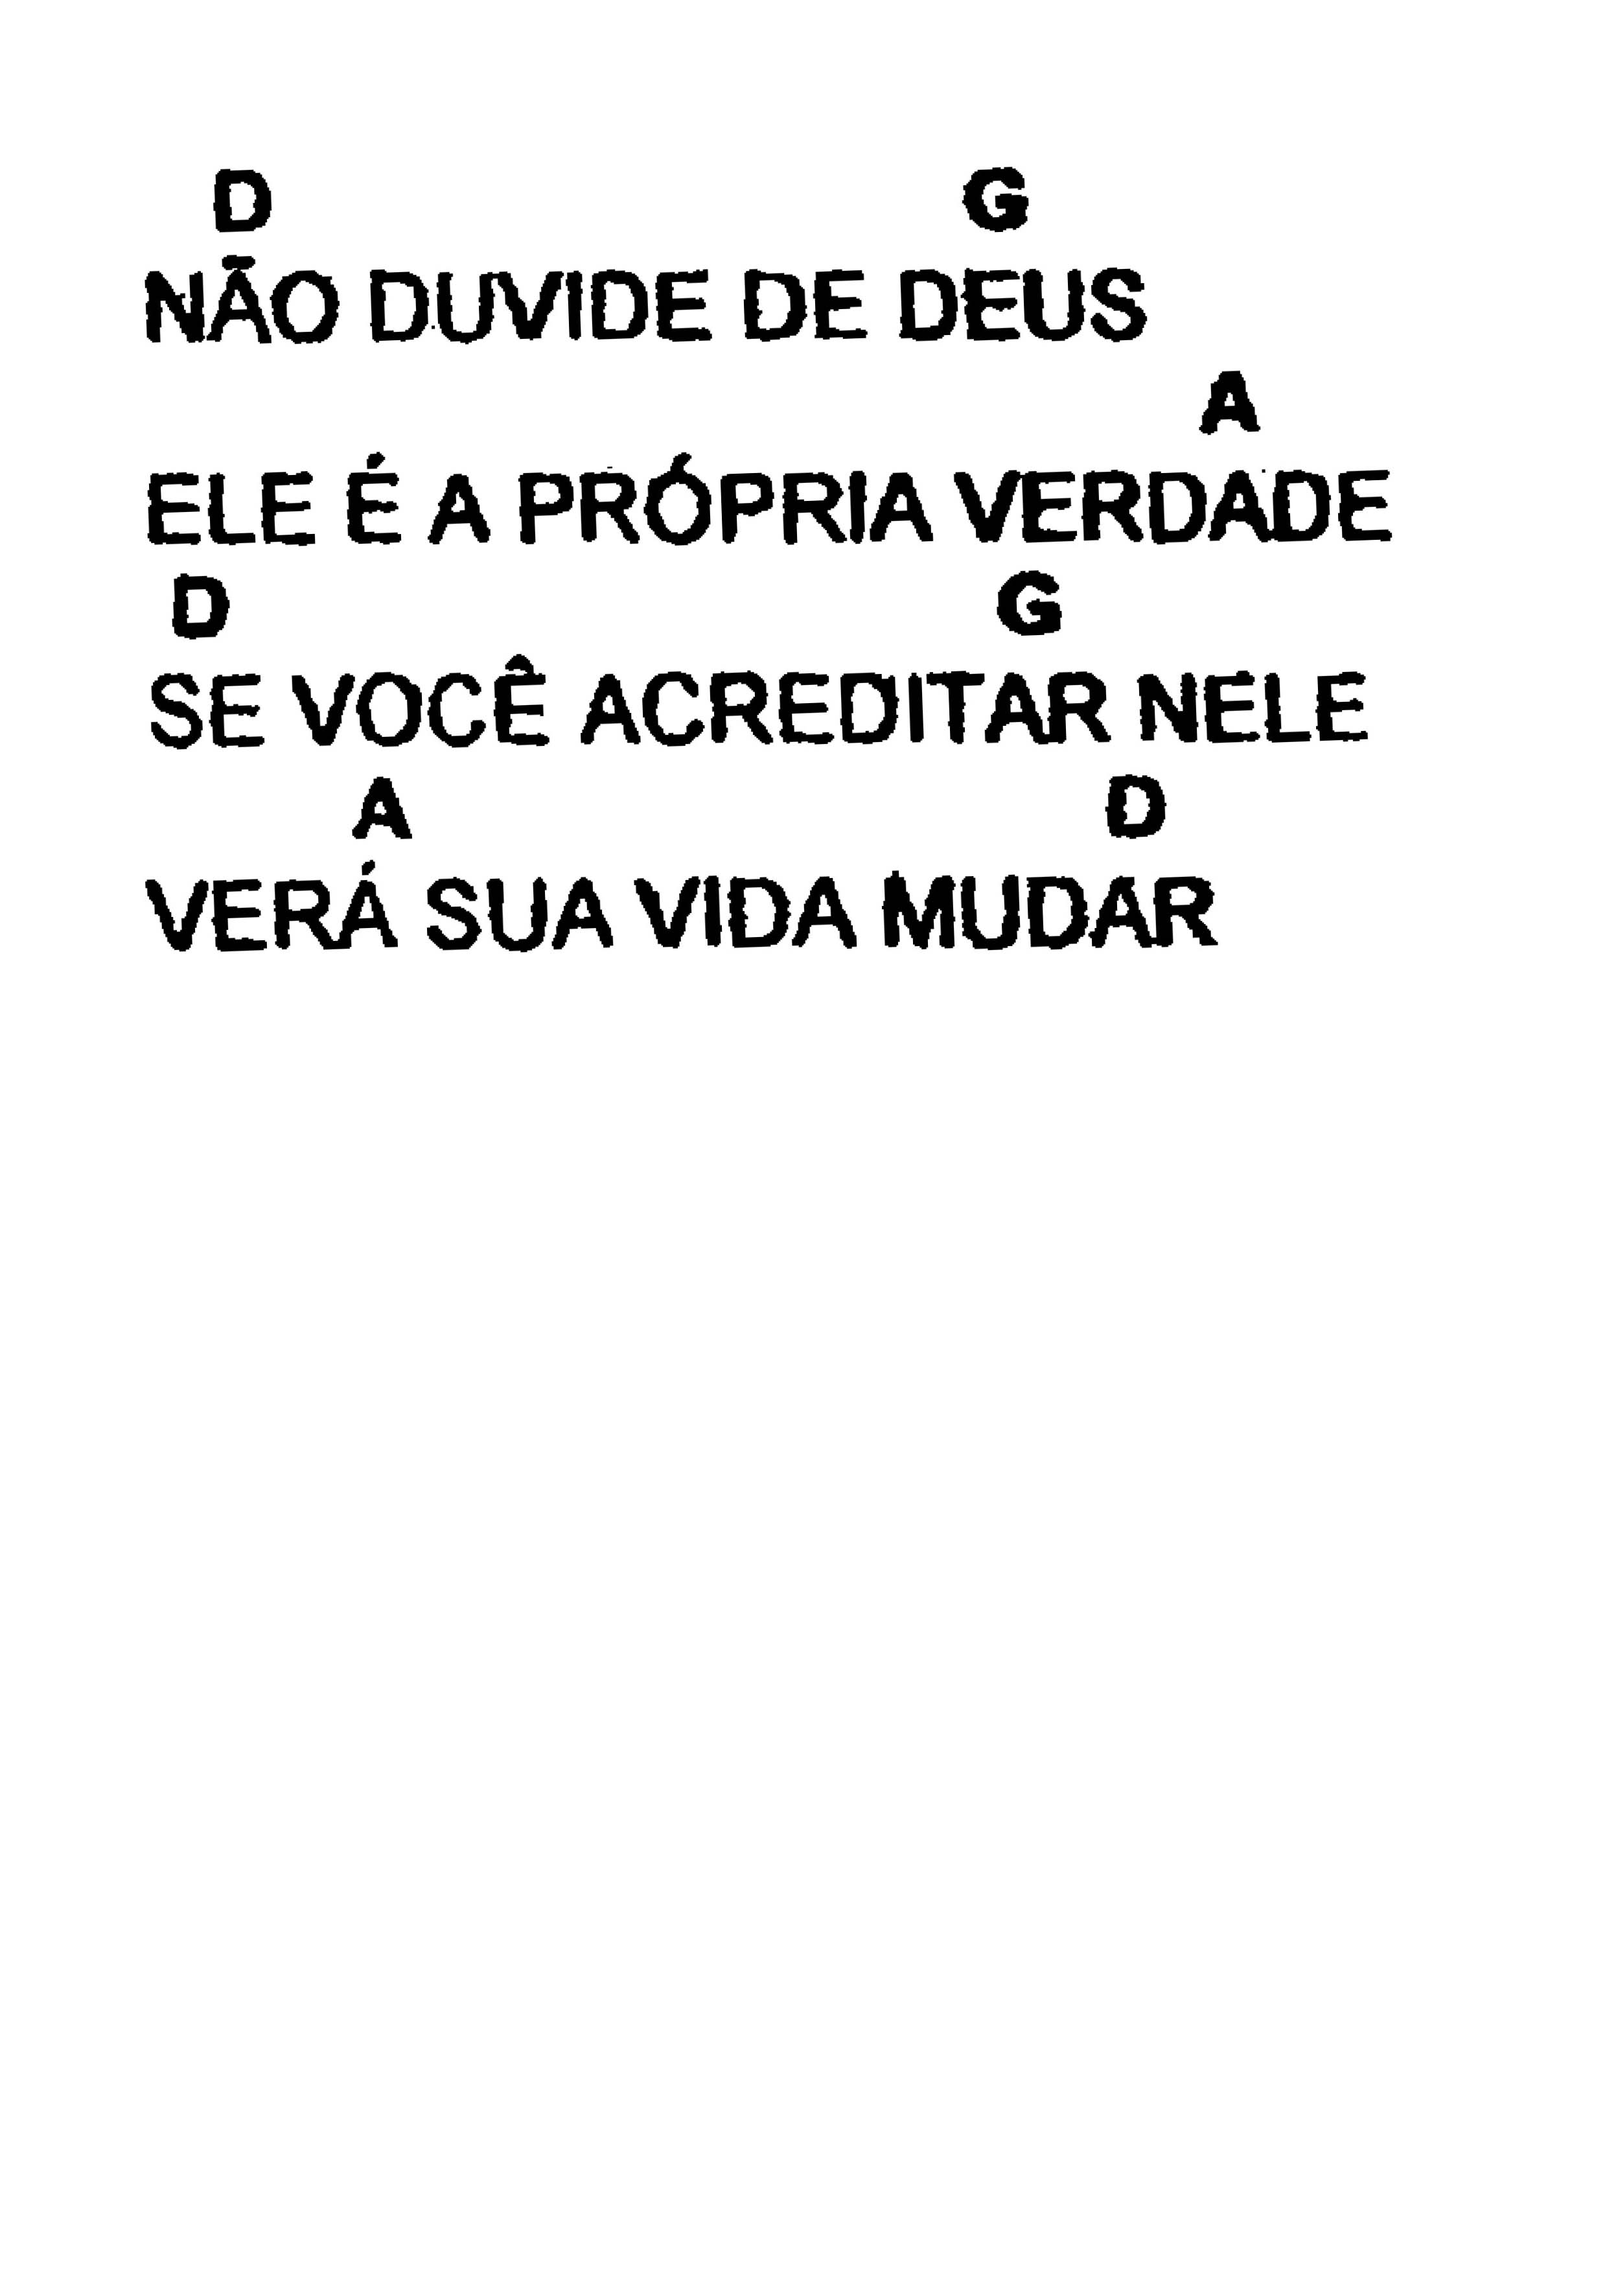 D G
NÃO DUVIDE DE DEUS
A
ELE É A PRÓPRIA VERDADE
D G
SE VOCÊ ACREDITAR NELE
A D
VERÁ SUA VIDA MUDAR